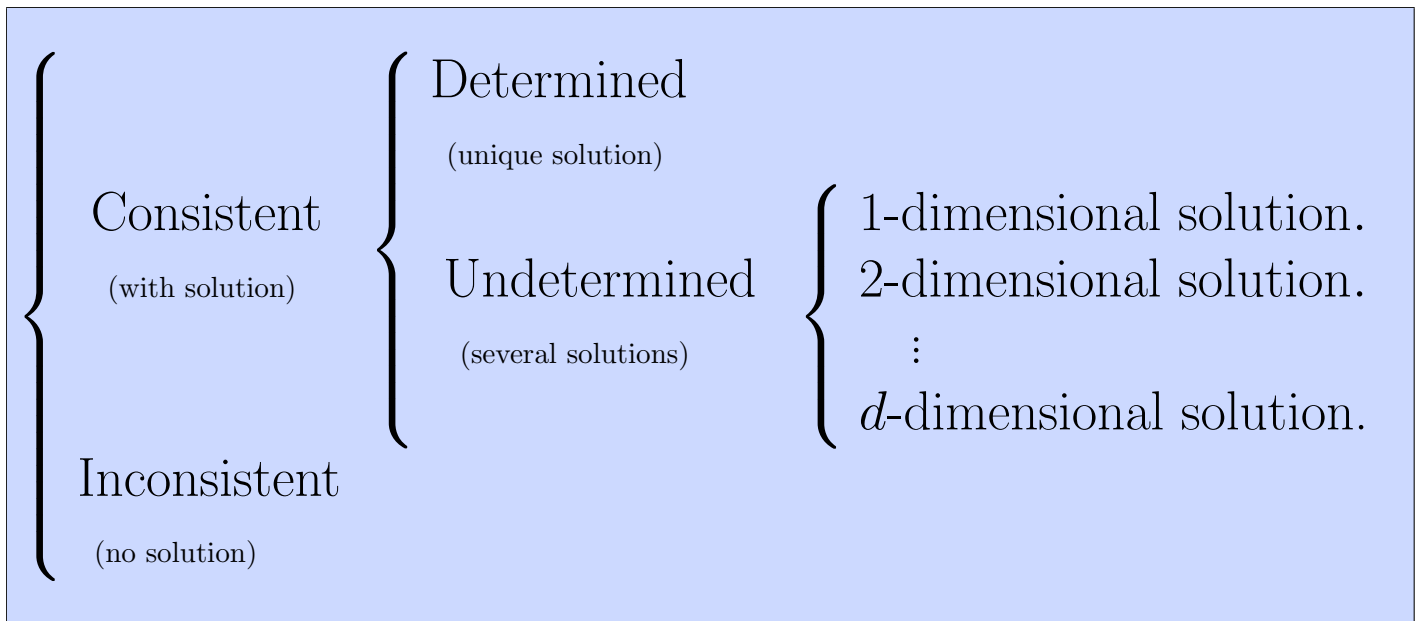 Determined
(unique solution)
Consistent
(with solution)
Undetermined
(several solutions)
1-dimensional solution.
2-dimensional solution.
⋮
d-dimensional solution.
Inconsistent
(no solution)